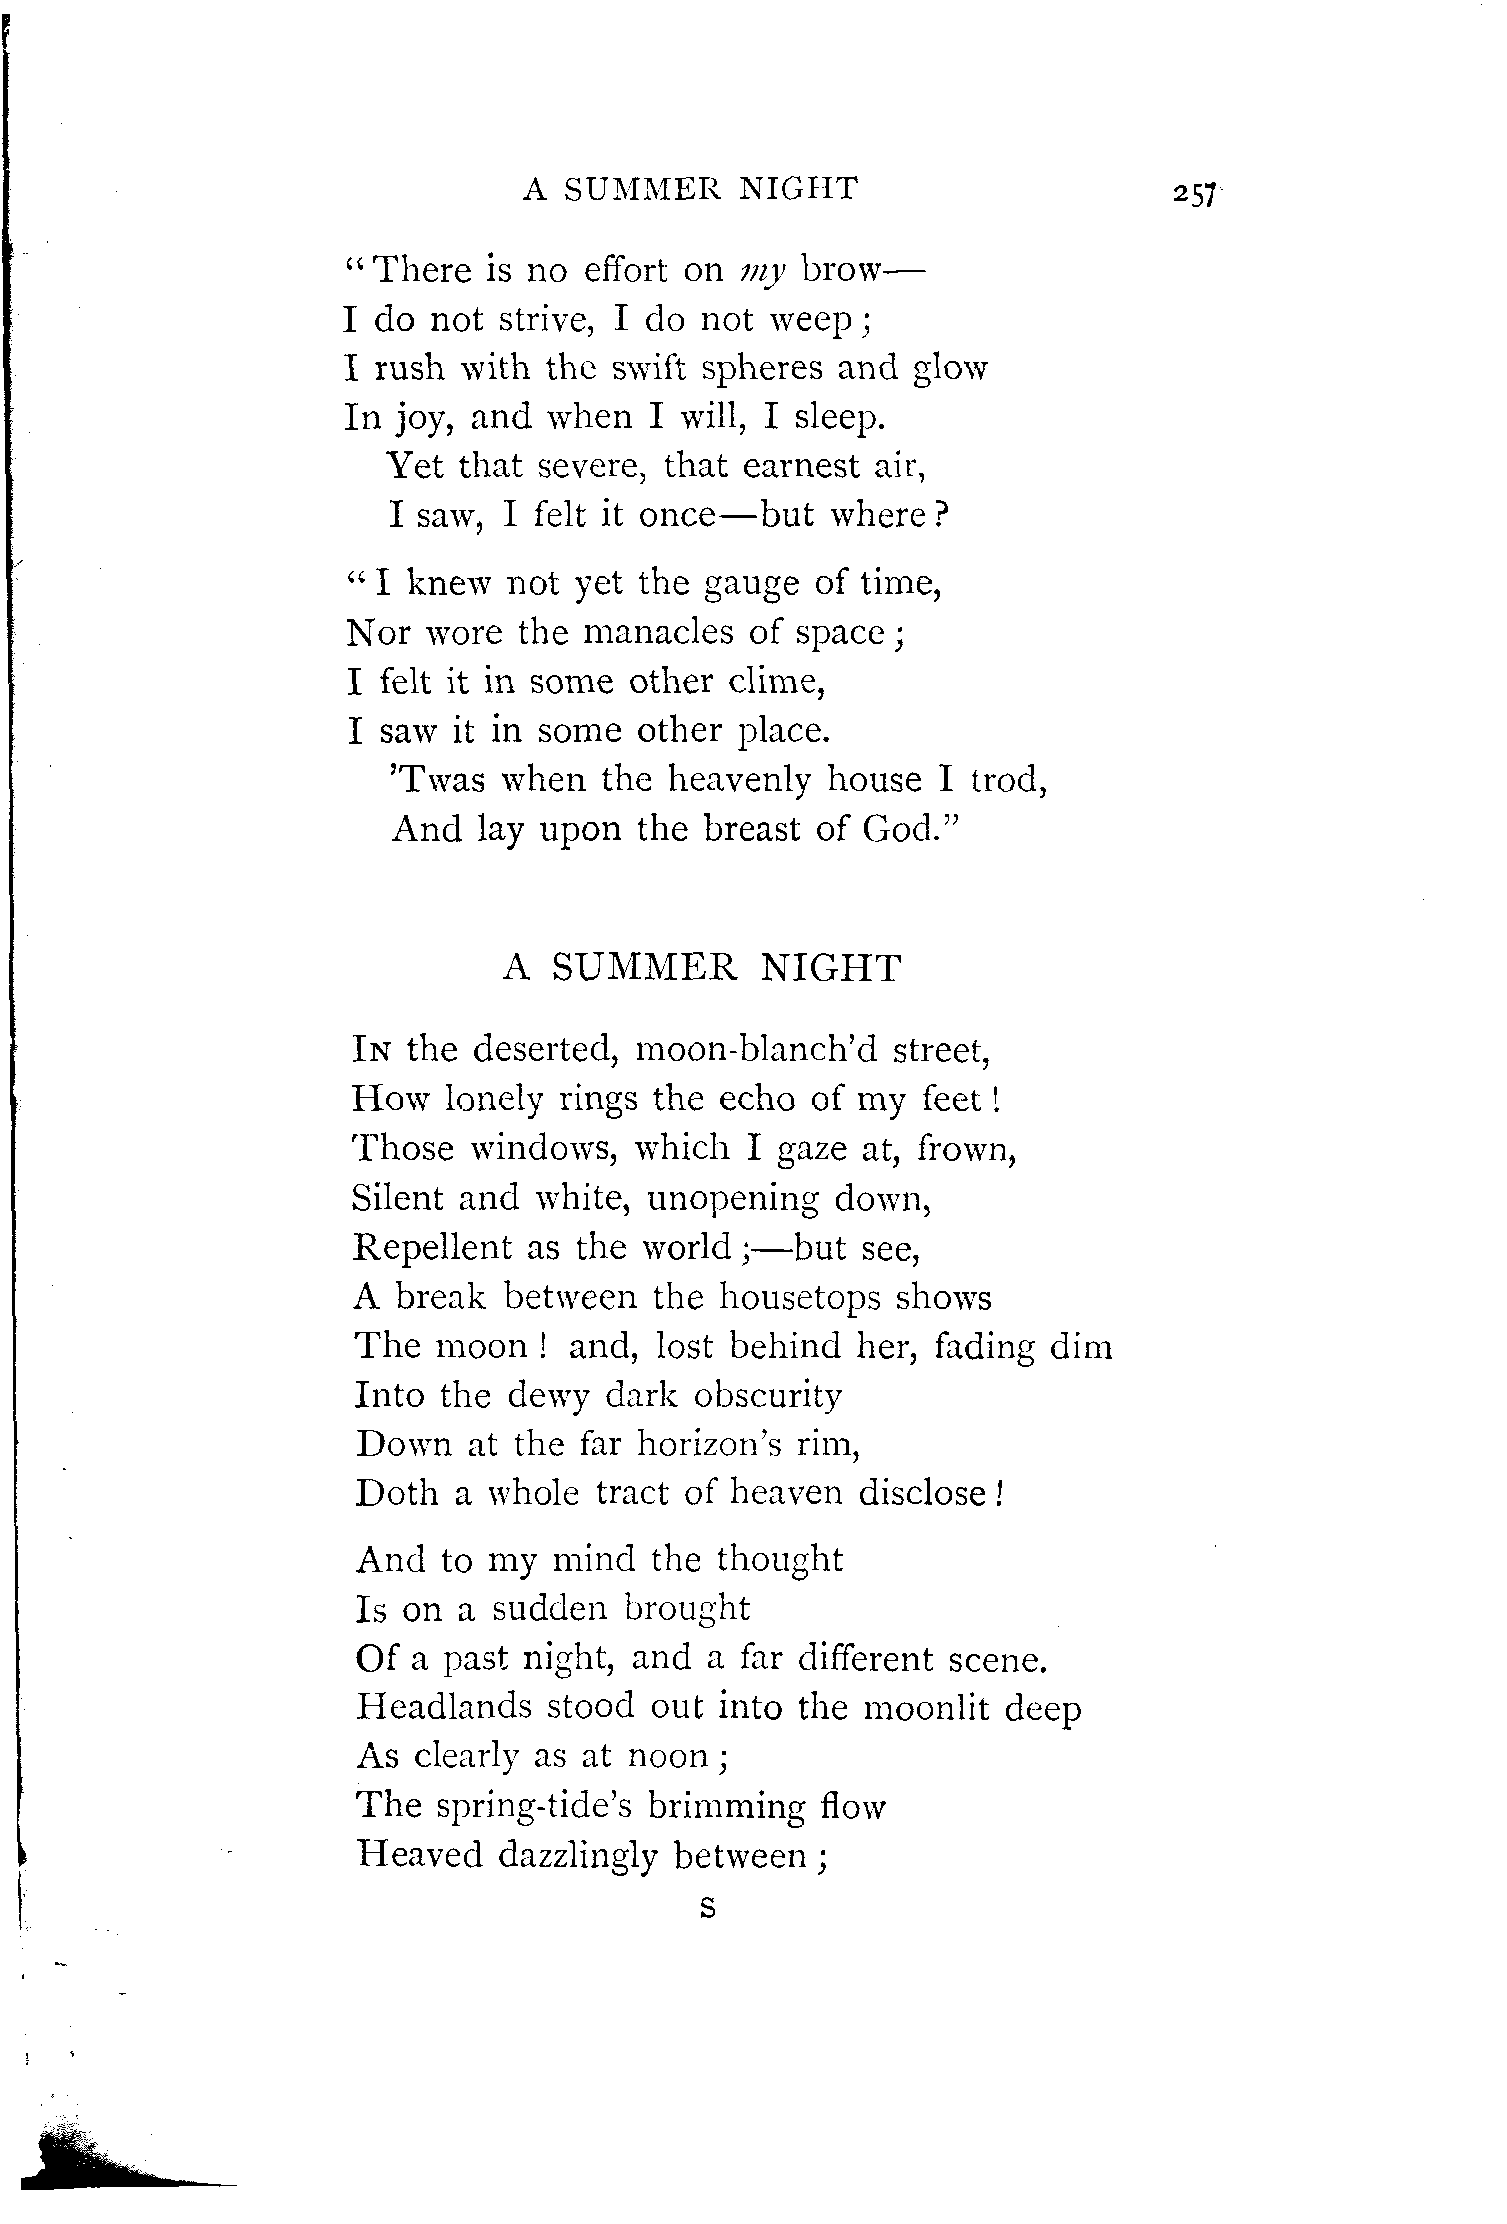 A SUMMER NIGHT 257
“There is no effort on my brow—
I do not strive, I do not weep;
I rush with the swift spheres and glow
In joy, and when I will, I sleep.
Yet that severe, that earnest air,
I saw, I felt it once—but where?
“I knew not yet the gauge of time,
Nor wore the manacles of space;
I felt it in some other clime,
I saw it in some other place.
’Twas when the heavenly house I trod,
And lay upon the breast of God.”
A SUMMER NIGHT
IN the deserted, moon-blanch’d street,
How lonely rings the echo of my feet!
Those windows, which I gaze at, frown,
Silent and white, unopening down,
Repellent as the world;—but see,
A break between the housetops shows
The moon! and, lost behind her, fading dim
Into the dewy dark obscurity
Down at the far horizon’s rim,
Doth a whole tract of heaven disclose!
And to my mind the thought
Is on a sudden brought
Of a past night, and a far different scene.
Headlands stood out into the moonlit deep
As clearly as at noon;
The spring-tide’s brimming flow
Heaved dazzlingly between;
S